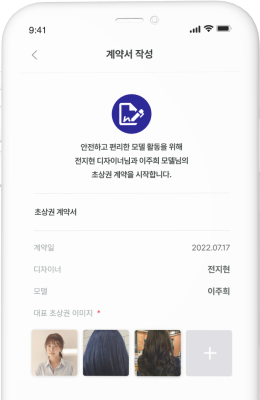 9:41
계약서 작성
안전하고 편리한 모델 활동을 위해
전지현 디자이너님과 이주희 모델님의
초상권 계약을 시작합니다.
초상권 계약서
계약일 2022.07.17
디자이너 전지현
모델 이주희
대표 초상권 이미지 *